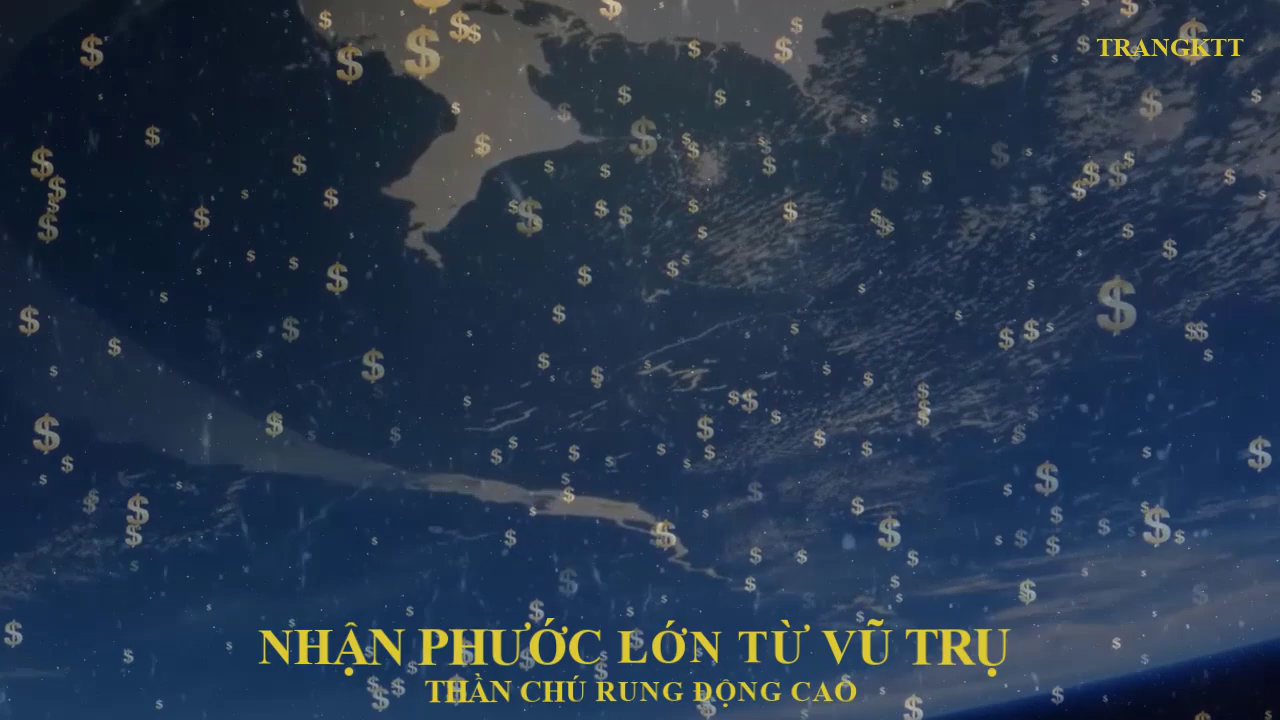 TRANGKTT
NHẬN PHƯỚC LỚN TỪ VŨ TRỤ
THẦN CHÚ RUNG ĐỘNG CAO